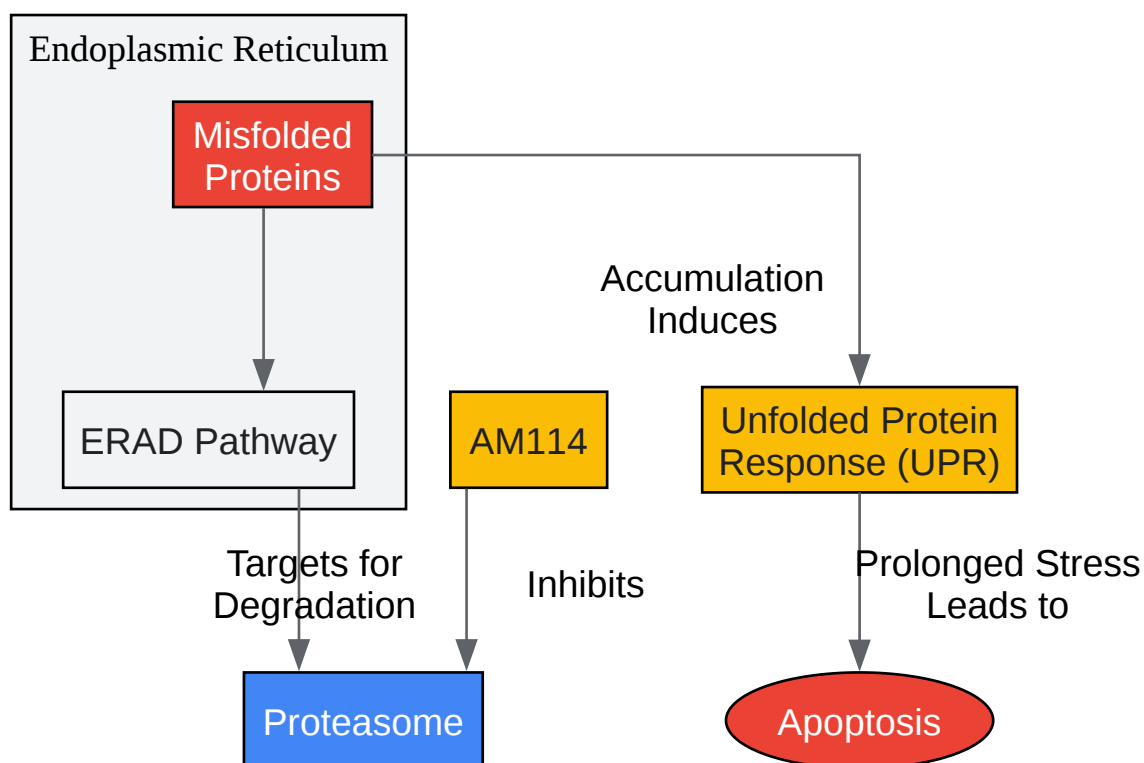 Endoplasmic Reticulum
Misfolded
Proteins
Accumulation
Induces
ERAD Pathway
AM114
Unfolded Protein
Response (UPR)
Targets for
Degradation
Inhibits
Prolonged Stress
Leads to
Proteasome
Apoptosis